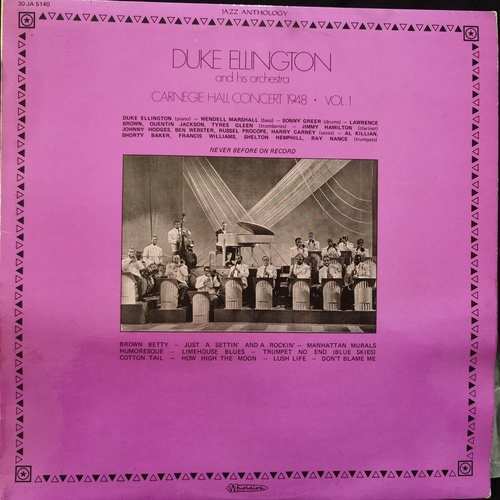 30 JA 5140
JAZZ ANTHOLOGY
DUKE ELLINGTON
and his orchestra
CARNEGIE HALL CONCERT 1948 • VOL. 1
DUKE ELLINGTON (piano) — WENDELL MARSHALL (bass) — SONNY GREER (drums) — LAWRENCE
BROWN, QUENTIN JACKSON, TYREE GLEEN (trombones) — JIMMY HAMILTON (clarinet)
JOHNNY HODGES, BEN WEBSTER, RUSSEL PROCOPE, HARRY CARNEY (saxes) — AL KILLIAN,
SHORTY BAKER, FRANCIS WILLIAMS, SHELTON HEMPHILL, RAY NANCE (trumpets)
NEVER BEFORE ON RECORD
BROWN BETTY — JUST A SETTIN' AND A ROCKIN' — MANHATTAN MURALS
HUMORESQUE — LIMEHOUSE BLUES — TRUMPET NO END (BLUE SKIES)
COTTON TAIL — HOW HIGH THE MOON — LUSH LIFE — DON'T BLAME ME
Musidisc